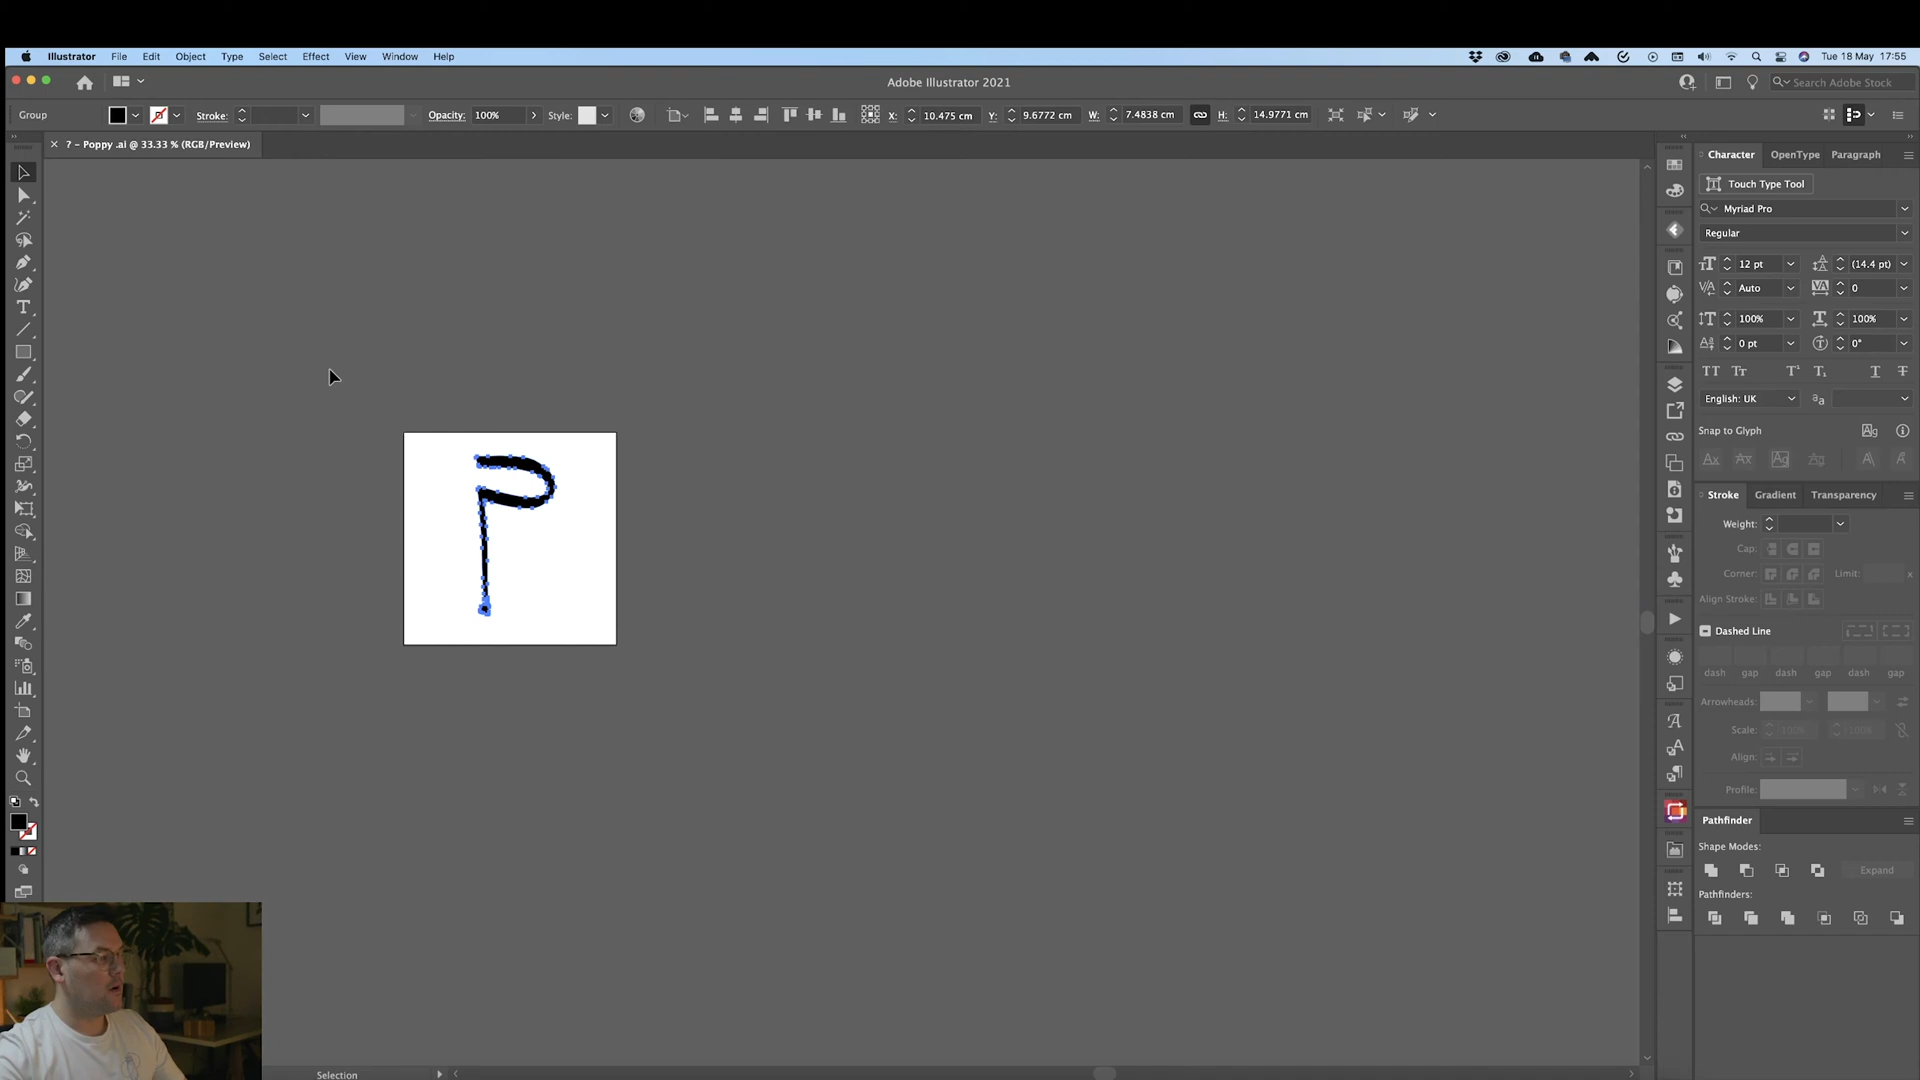 Illustrator File Edit Object Type Select Effect View Window Help Tue 18 May 17:55
Adobe Illustrator 2021 Search Adobe Stock
Group Stroke: Opacity: 100% Style: X: 10.475 cm Y: 9.6772 cm W: 7.4838 cm H: 14.9771 cm
× ? – Poppy .ai @ 33.33 % (RGB/Preview)
Character OpenType Paragraph
Touch Type Tool
Myriad Pro
Regular
12 pt (14.4 pt)
Auto 0
100% 100%
0 pt 0°
English: UK
Snap to Glyph
Stroke Gradient Transparency
Weight:
Cap:
Corner: Limit: x
Align Stroke:
Dashed Line
dash gap dash gap dash gap
Arrowheads:
Scale: 100% 100%
Align:
Profile:
Pathfinder
Shape Modes:
Expand
Pathfinders:
P
Selection